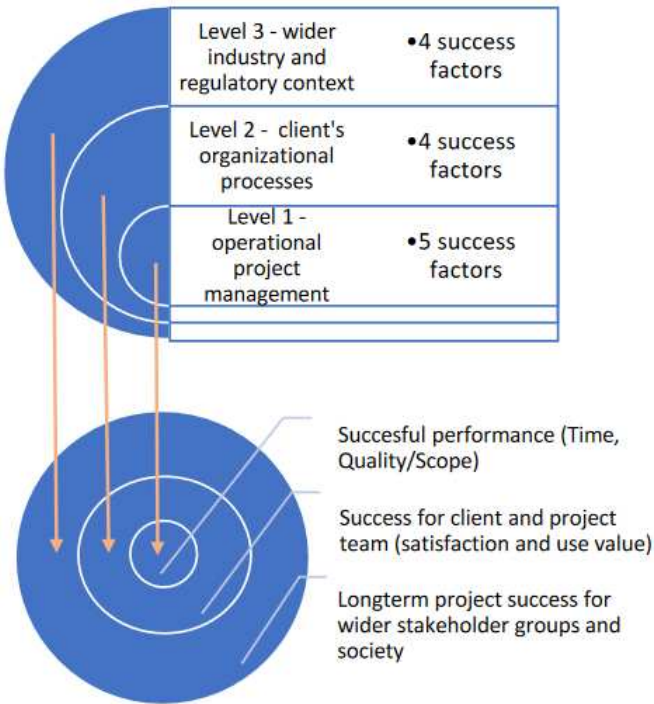 Level 3 - wider
industry and
regulatory context
•4 success
factors
Level 2 - client's
organizational
processes
•4 success
factors
Level 1 -
operational
project
management
•5 success
factors
Succesful performance (Time,
Quality/Scope)
Success for client and project
team (satisfaction and use value)
Longterm project success for
wider stakeholder groups and
society